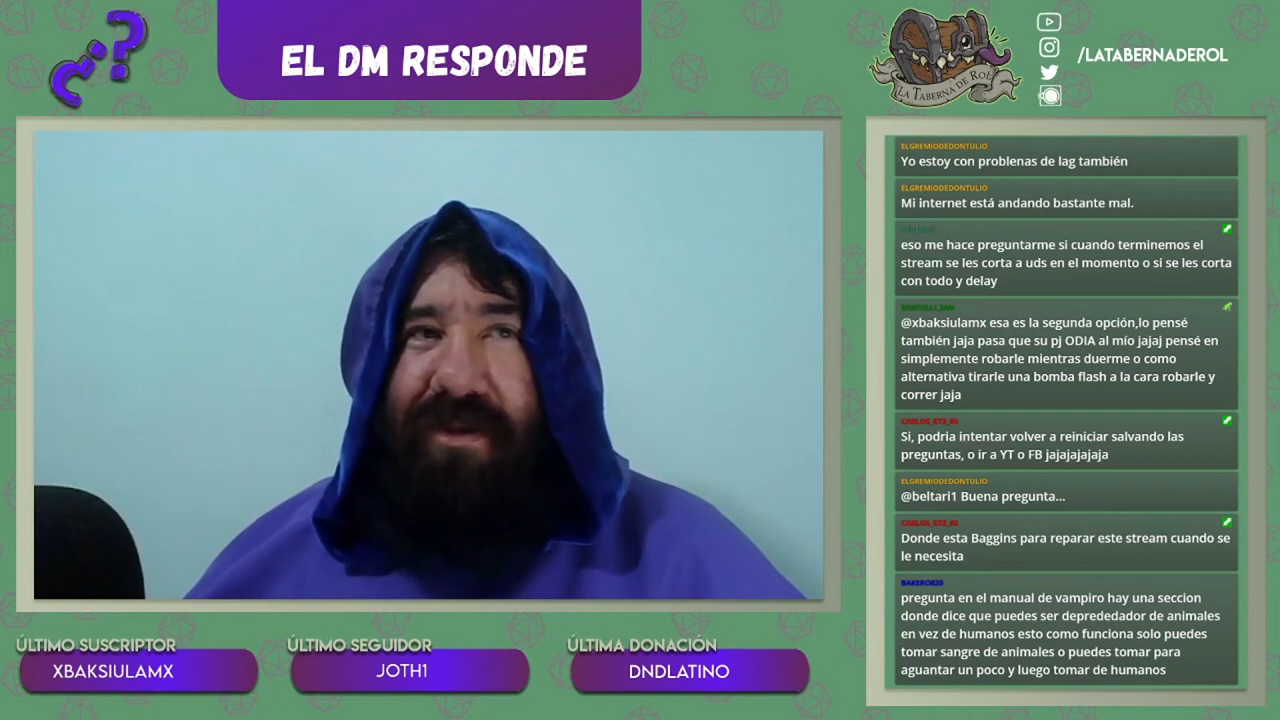 EL DM RESPONDE
LA TABERNA DE ROL
/LATABERNADEROL
ELGREMIODEDONTULIO
Yo estoy con problenas de lag también
ELGREMIODEDONTULIO
Mi internet está andando bastante mal.
eso me hace preguntarme si cuando terminemos el
stream se les corta a uds en el momento o si se les corta
con todo y delay
@xbaksiulamx esa es la segunda opción,lo pensé
también jaja pasa que su pj ODIA al mío jajaj pensé en
simplemente robarle mientras duerme o como
alternativa tirarle una bomba flash a la cara robarle y
correr jaja
CARLOS_GTZ_93
Si, podria intentar volver a reiniciar salvando las
preguntas, o ir a YT o FB jajajajajaja
ELGREMIODEDONTULIO
@beltari1 Buena pregunta...
CARLOS_GTZ_93
Donde esta Baggins para reparar este stream cuando se
le necesita
BAKERO820
pregunta en el manual de vampiro hay una seccion
donde dice que puedes ser deprededador de animales
en vez de humanos esto como funciona solo puedes
tomar sangre de animales o puedes tomar para
aguantar un poco y luego tomar de humanos
ÚLTIMO SUSCRIPTOR
XBAKSIULAMX
ÚLTIMO SEGUIDOR
JOTH1
ÚLTIMA DONACIÓN
DNDLATINO